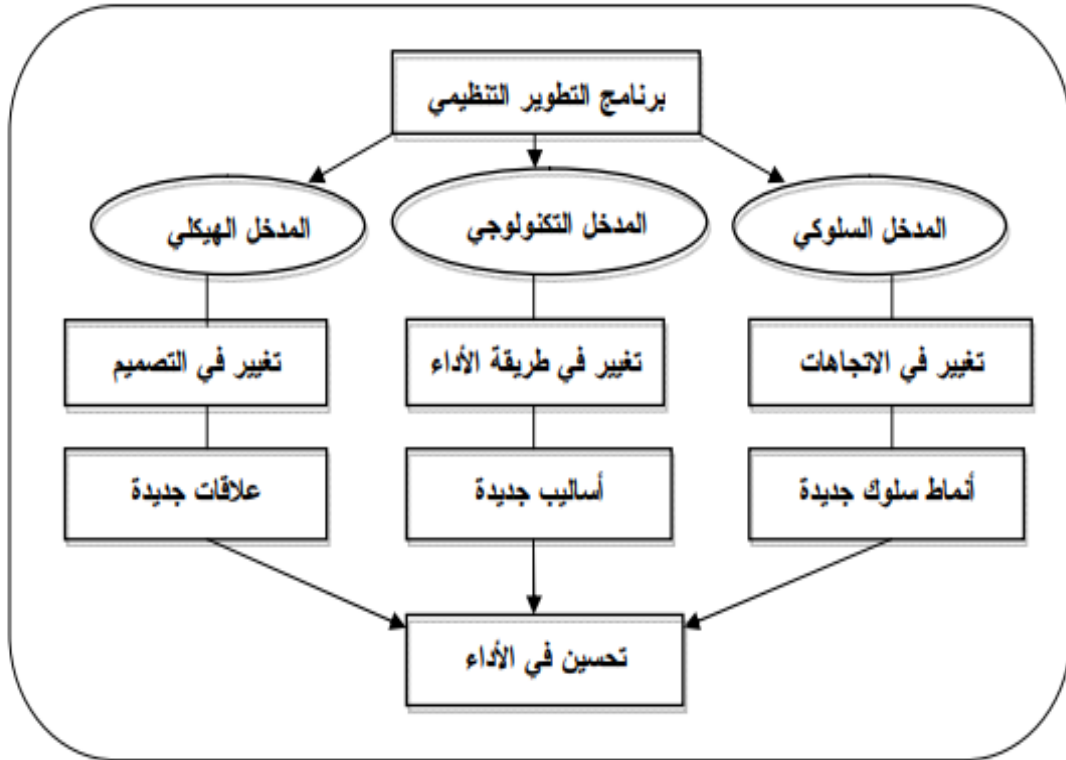 برنامج التطوير التنظيمي
المدخل السلوكي
المدخل التكنولوجي
المدخل الهيكلي
تغيير في الاتجاهات
تغيير في طريقة الأداء
تغيير في التصميم
أنماط سلوك جديدة
أساليب جديدة
علاقات جديدة
تحسين في الأداء